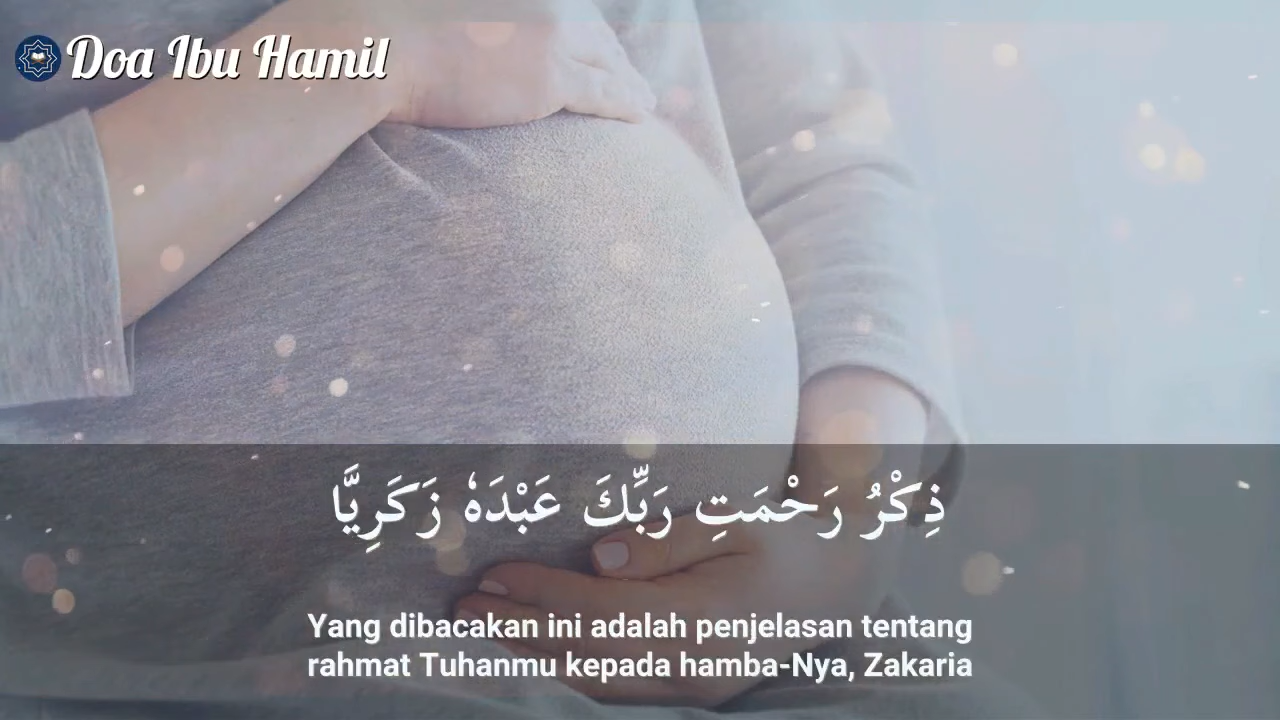 Doa Ibu Hamil
ذِكْرُ رَحْمَتِ رَبِّكَ عَبْدَهٗ زَكَرِيَّا
Yang dibacakan ini adalah penjelasan tentang
rahmat Tuhanmu kepada hamba-Nya, Zakaria